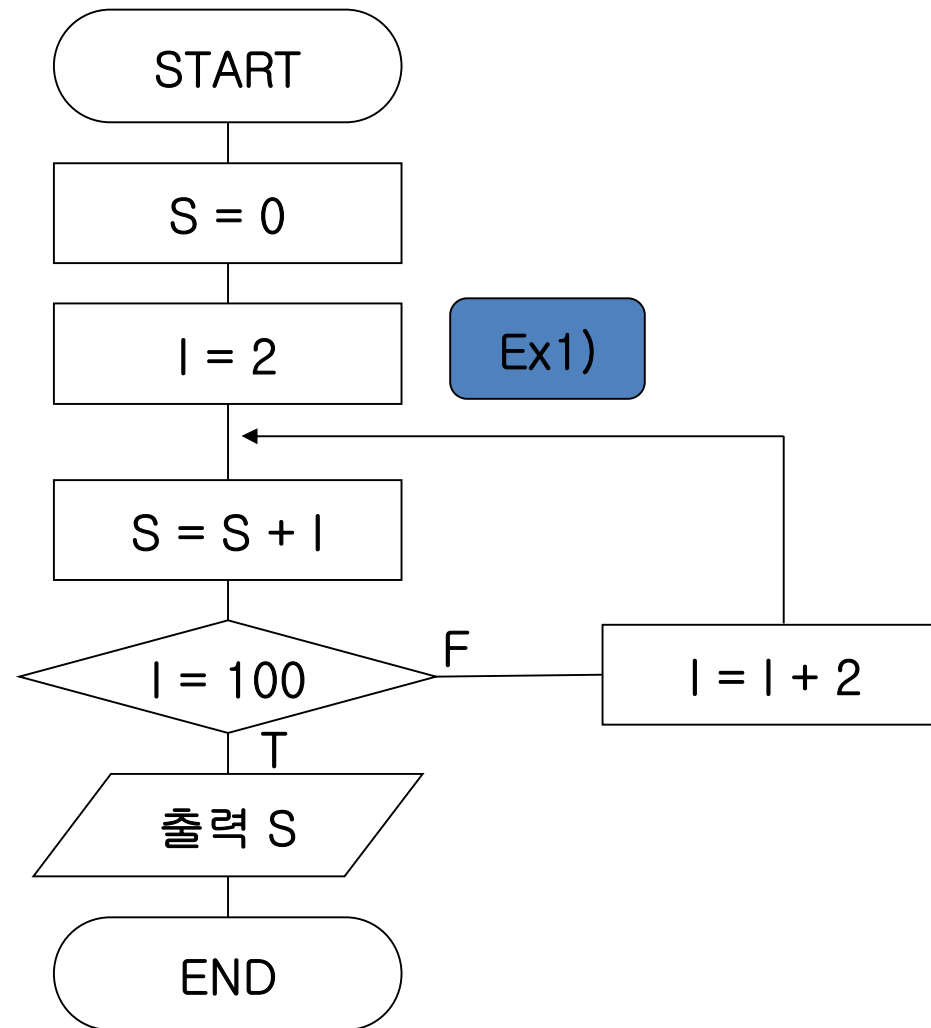 START
S = 0
I = 2
Ex1)
S = S + I
I = 100
F
I = I + 2
T
출력 S
END